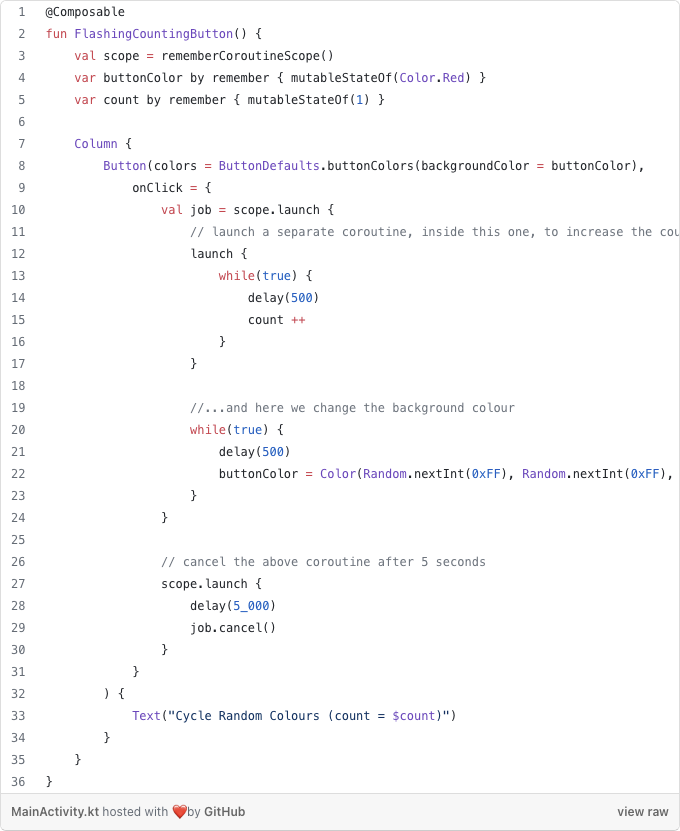 1 @Composable
2 fun FlashingCountingButton() {
3     val scope = rememberCoroutineScope()
4     var buttonColor by remember { mutableStateOf(Color.Red) }
5     var count by remember { mutableStateOf(1) }
6
7     Column {
8         Button(colors = ButtonDefaults.buttonColors(backgroundColor = buttonColor),
9             onClick = {
10                 val job = scope.launch {
11                     // launch a separate coroutine, inside this one, to increase the
12                     launch {
13                         while(true) {
14                             delay(500)
15                             count ++
16                         }
17                     }
18
19                     //...and here we change the background colour
20                     while(true) {
21                         delay(500)
22                         buttonColor = Color(Random.nextInt(0xFF), Random.nextInt(0xFF),
23                     }
24                 }
25
26                 // cancel the above coroutine after 5 seconds
27                 scope.launch {
28                     delay(5_000)
29                     job.cancel()
30                 }
31             }
32         ) {
33             Text("Cycle Random Colours (count = $count)")
34         }
35     }
36 }
MainActivity.kt hosted with ❤ by GitHub view raw